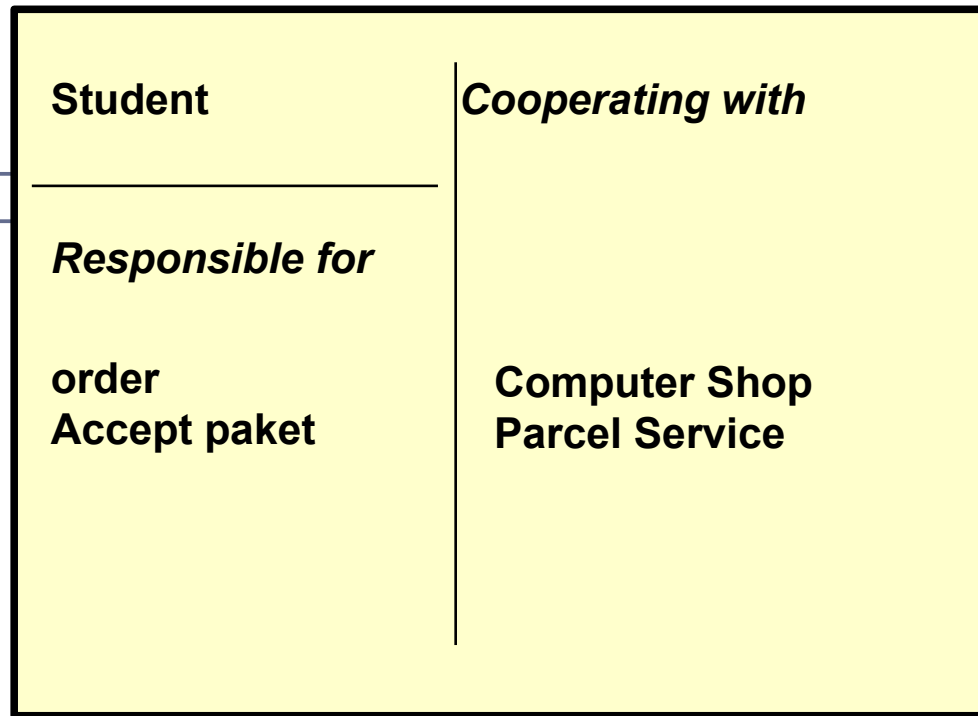 Student
Cooperating with
Responsible for
order
Accept paket
Computer Shop
Parcel Service